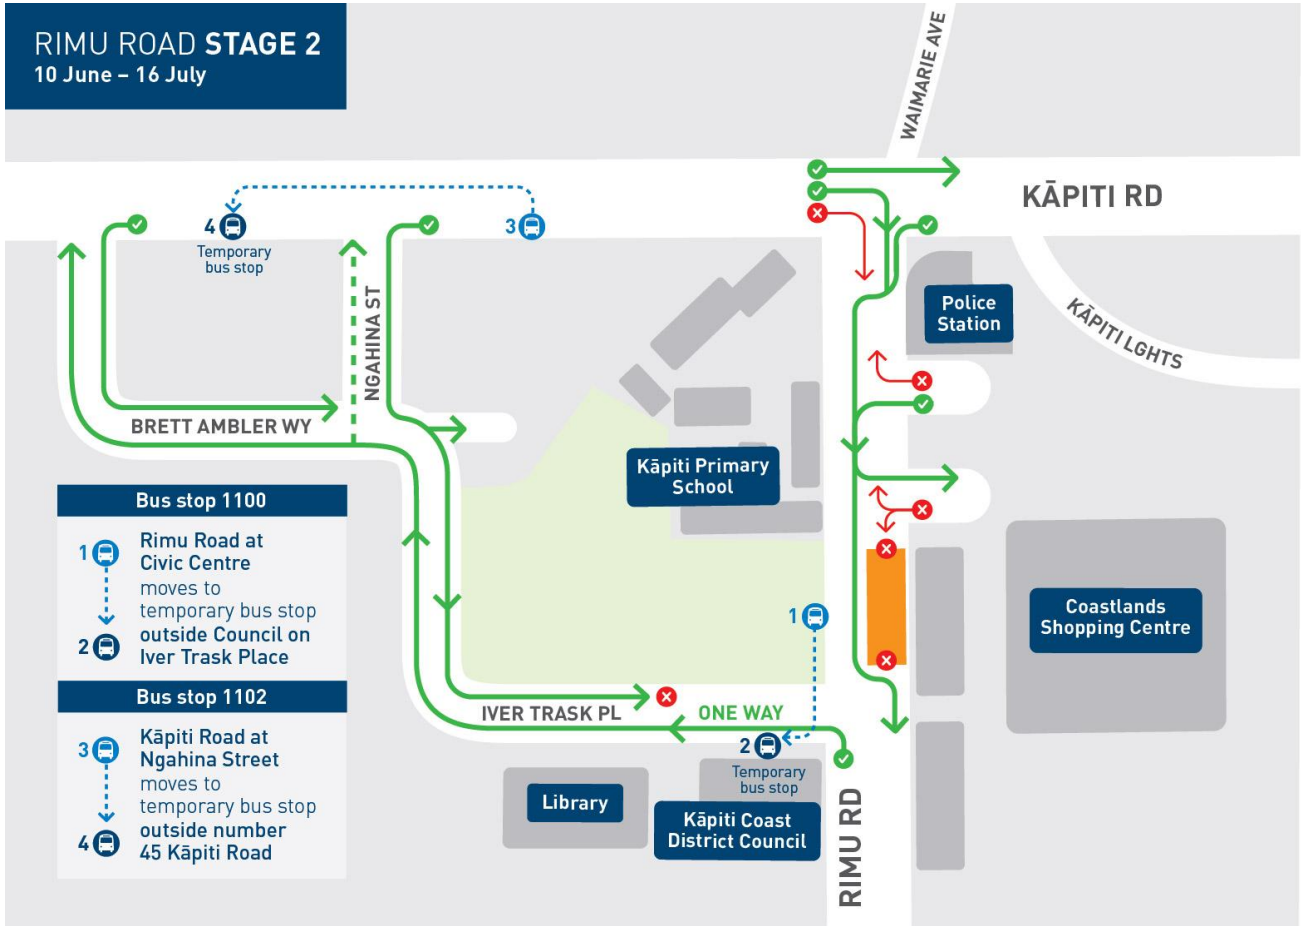 RIMU ROAD STAGE 2
10 June – 16 July
WAIMARIE AVE
KĀPITI RD
4
Temporary
bus stop
3
NGAHINA ST
Police
Station
KĀPITI LGHTS
BRETT AMBLER WY
Kāpiti Primary
School
Bus stop 1100
1
Rimu Road at
Civic Centre
moves to
temporary bus stop
2
outside Council on
Iver Trask Place
Bus stop 1102
3
Kāpiti Road at
Ngahina Street
moves to
temporary bus stop
4
outside number
45 Kāpiti Road
1
Coastlands
Shopping Centre
IVER TRASK PL
ONE WAY
2
Temporary
bus stop
Library
Kāpiti Coast
District Council
RIMU RD